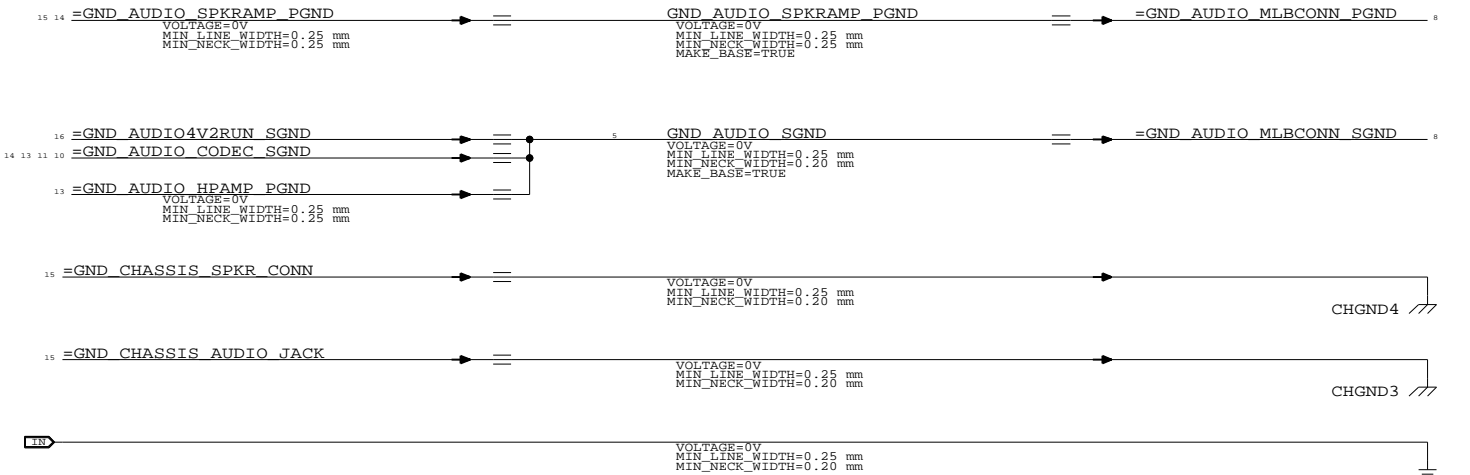 15 14 =GND_AUDIO_SPKRAMP_PGND GND_AUDIO_SPKRAMP_PGND =GND_AUDIO_MLBCONN_PGND 8
VOLTAGE=0V VOLTAGE=0V
MIN_LINE_WIDTH=0.25 mm MIN_LINE_WIDTH=0.25 mm
MIN_NECK_WIDTH=0.25 mm MIN_NECK_WIDTH=0.25 mm
MAKE_BASE=TRUE
16 =GND_AUDIO4V2RUN_SGND 5 GND_AUDIO_SGND =GND_AUDIO_MLBCONN_SGND 8
VOLTAGE=0V
14 13 11 10 =GND_AUDIO_CODEC_SGND MIN_LINE_WIDTH=0.25 mm
MIN_NECK_WIDTH=0.20 mm
MAKE_BASE=TRUE
13 =GND_AUDIO_HPAMP_PGND
VOLTAGE=0V
MIN_LINE_WIDTH=0.25 mm
MIN_NECK_WIDTH=0.25 mm
15 =GND_CHASSIS_SPKR_CONN
VOLTAGE=0V
MIN_LINE_WIDTH=0.25 mm
MIN_NECK_WIDTH=0.20 mm
CHGND4
15 =GND_CHASSIS_AUDIO_JACK
VOLTAGE=0V
MIN_LINE_WIDTH=0.25 mm
MIN_NECK_WIDTH=0.20 mm
CHGND3
IN
VOLTAGE=0V
MIN_LINE_WIDTH=0.25 mm
MIN_NECK_WIDTH=0.20 mm